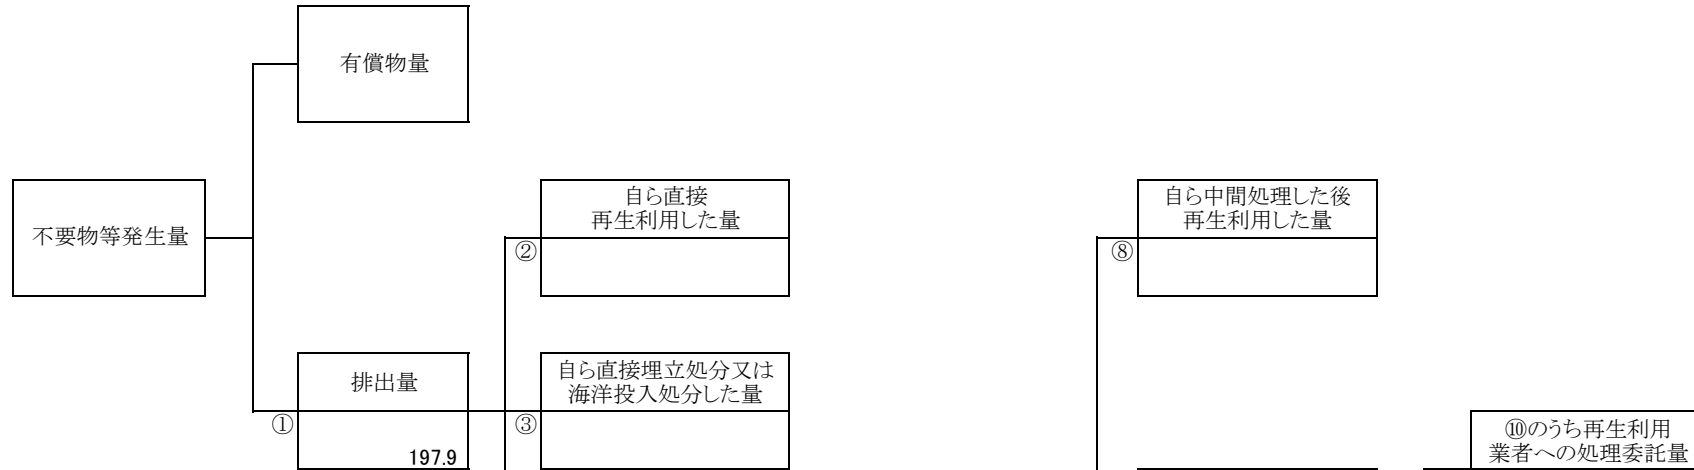 有償物量
不要物等発生量
自ら直接
再生利用した量
②
自ら中間処理した後
再生利用した量
⑧
排出量
①
197.9
自ら直接埋立処分又は
海洋投入処分した量
③
⑩のうち再生利用
業者への処理委託量